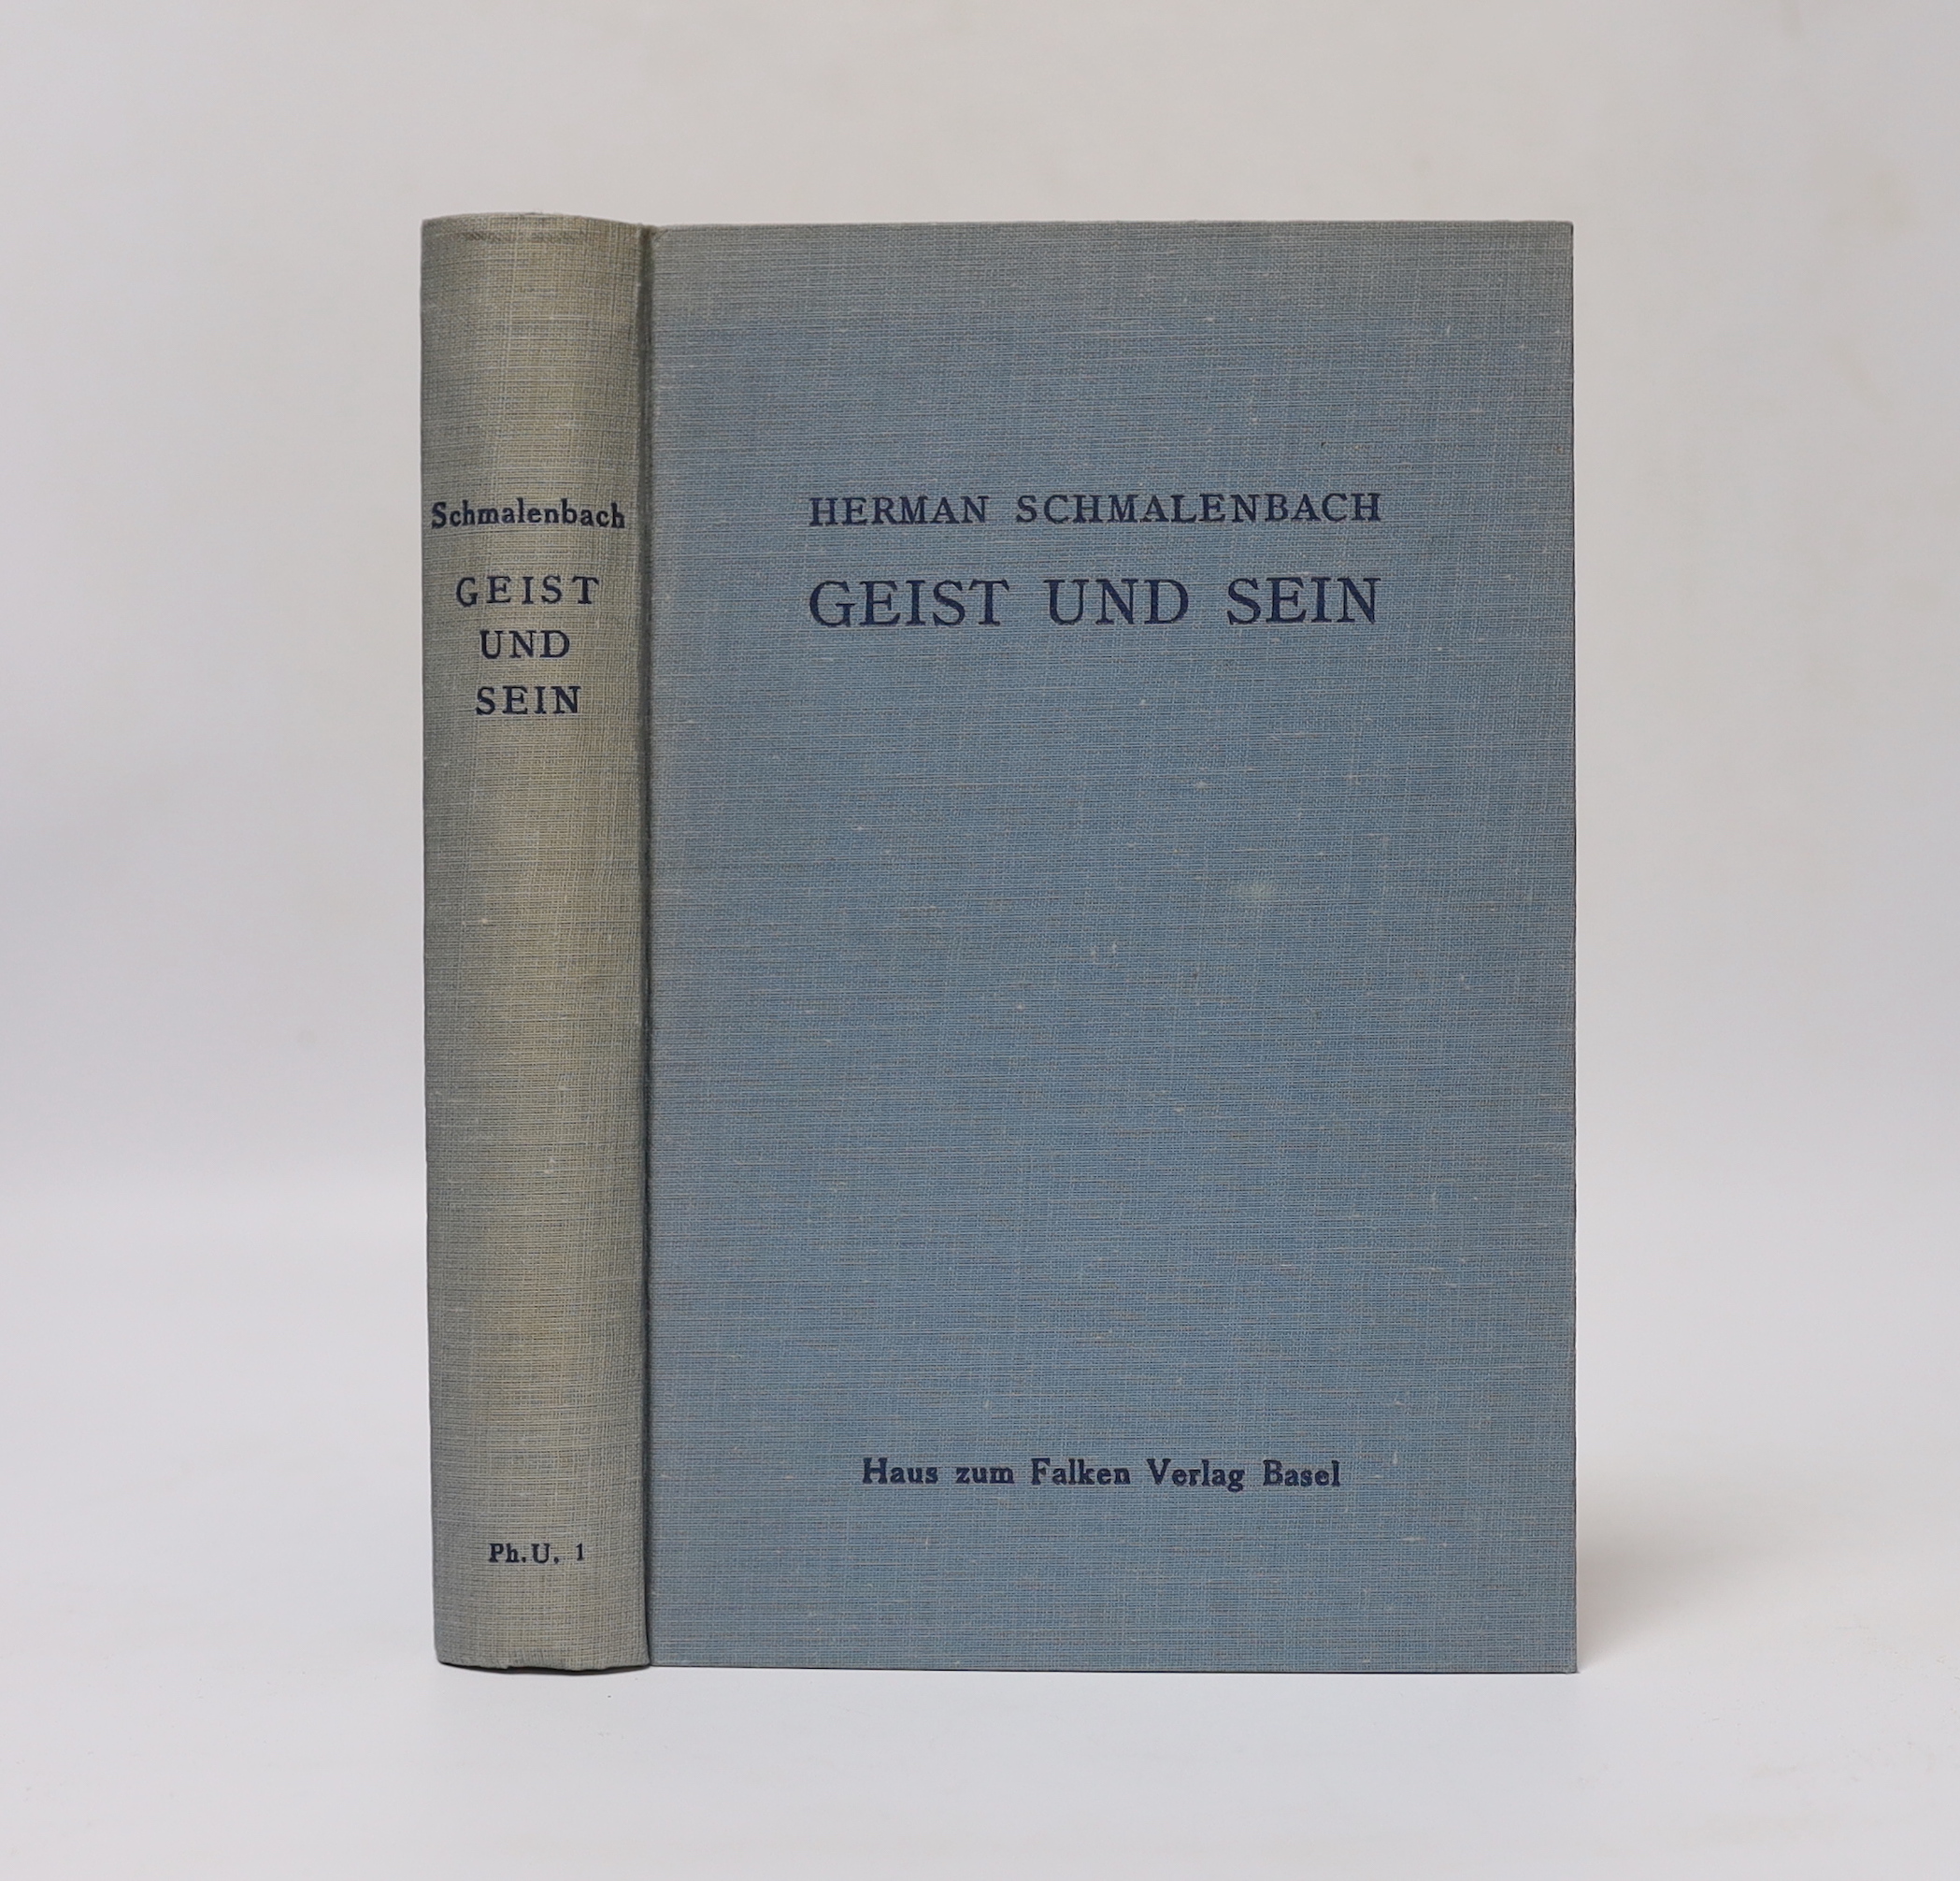 Schmalenbach
GEIST
UND
SEIN
Ph. U. 1
HERMAN SCHMALENBACH
GEIST UND SEIN
Haus zum Falken Verlag Basel